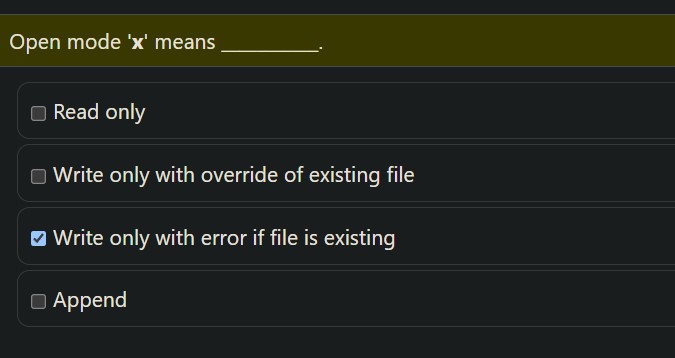 Open mode 'x' means __________.
Read only
Write only with override of existing file
Write only with error if file is existing
Append